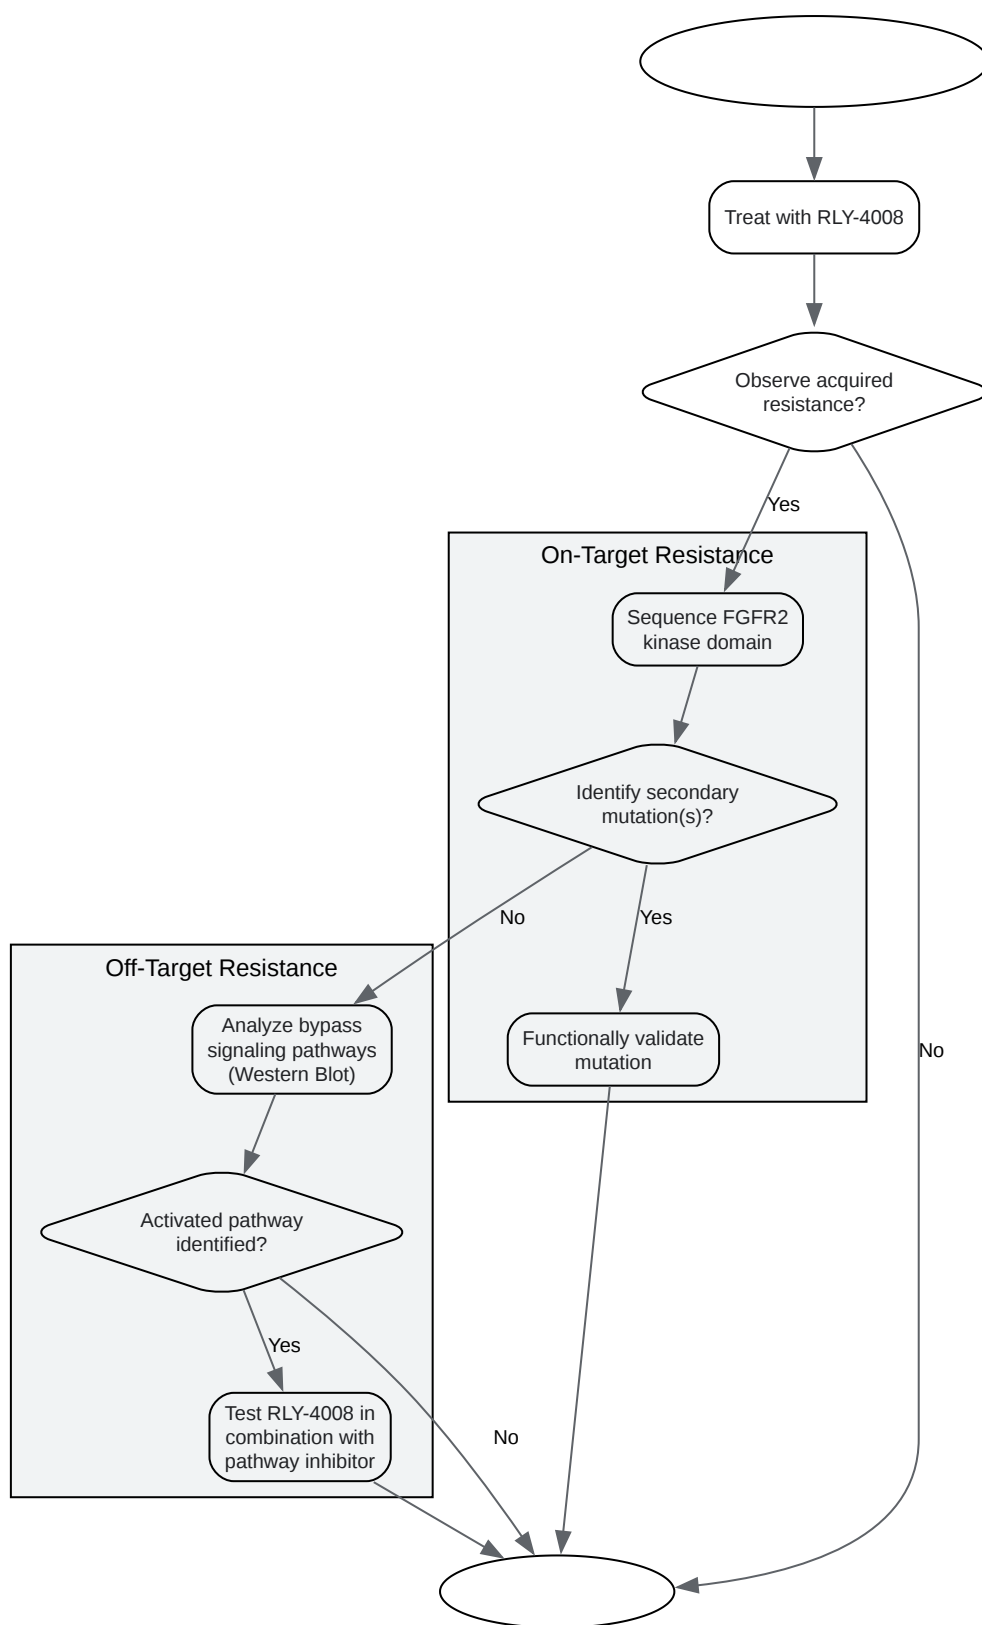 Treat with RLY-4008
Observe acquired
resistance?
Yes
On-Target Resistance
Sequence FGFR2
kinase domain
Identify secondary
mutation(s)?
No
Yes
Off-Target Resistance
Analyze bypass
signaling pathways
(Western Blot)
Functionally validate
mutation
No
Activated pathway
identified?
Yes
Test RLY-4008 in
combination with
pathway inhibitor
No